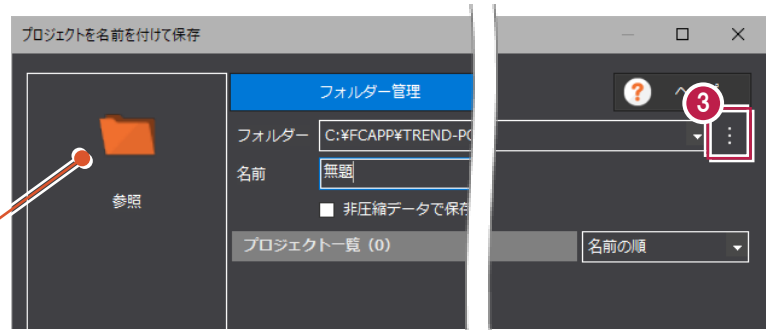 プロジェクトを名前を付けて保存
フォルダー管理
フォルダー C:¥FCAPP¥TREND-PO
名前 無題
非圧縮データで保存
参照
プロジェクト一覧（0）
名前の順
3